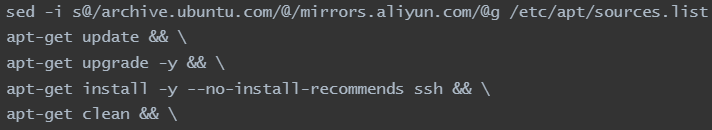 sed -i s@/archive.ubuntu.com/@/mirrors.aliyun.com/@g /etc/apt/sources.list
apt-get update && \
apt-get upgrade -y && \
apt-get install -y --no-install-recommends ssh && \
apt-get clean && \